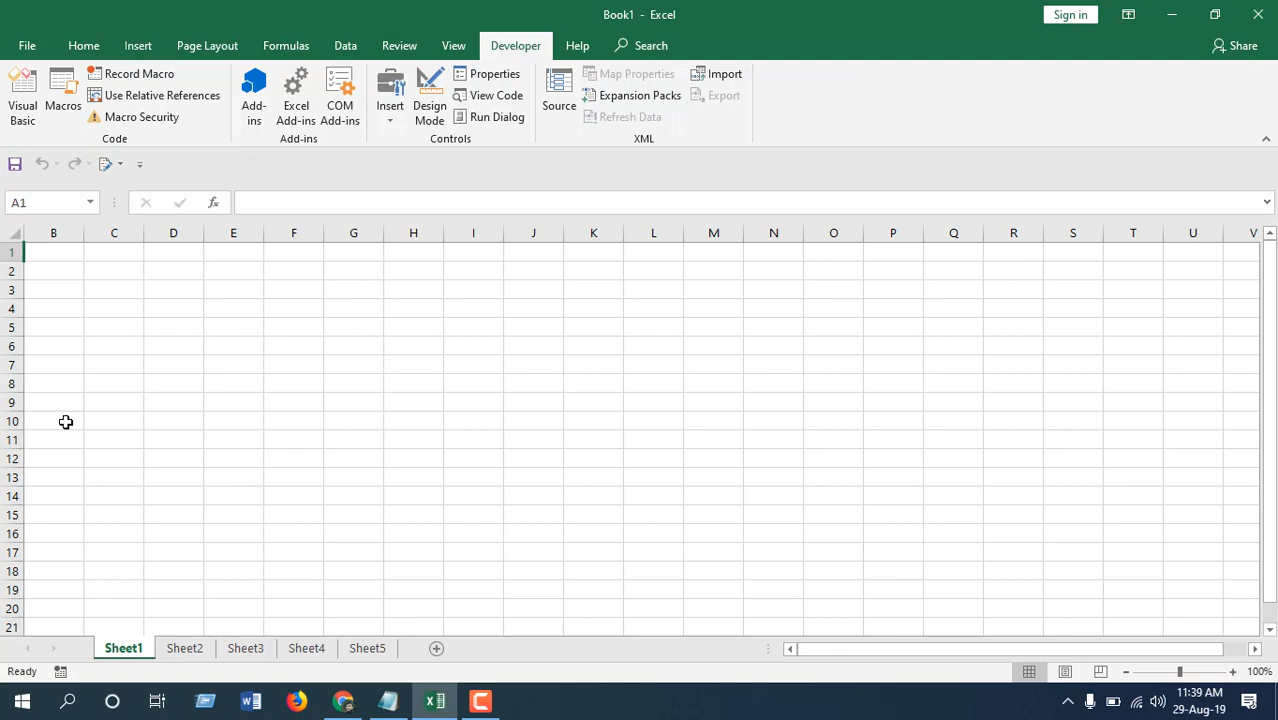 Book1 - Excel
Sign in
File Home Insert Page Layout Formulas Data Review View Developer Help Search Share
Visual Basic
Macros
Record Macro
Use Relative References
Macro Security
Code
Add-ins
Excel Add-ins
COM Add-ins
Add-ins
Insert
Design Mode
Properties
View Code
Run Dialog
Controls
Source
Map Properties
Expansion Packs
Refresh Data
Import
Export
XML
A1
fx
B C D E F G H I J K L M N O P Q R S T U V
1
2
3
4
5
6
7
8
9
10
11
12
13
14
15
16
17
18
19
20
21
Sheet1 Sheet2 Sheet3 Sheet4 Sheet5
Ready
100%
11:39 AM
29-Aug-19